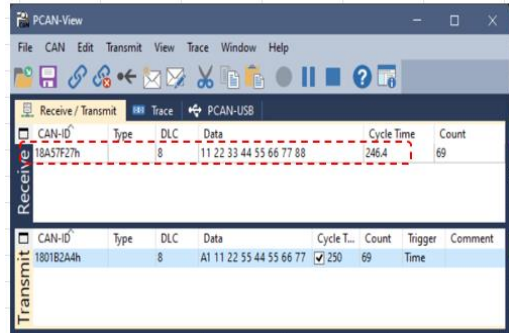 PCAN-View
File CAN Edit Transmit View Trace Window Help
Receive / Transmit Trace PCAN-USB
CAN-ID Type DLC Data Cycle Time Count
18A57F27h 8 11 22 33 44 55 66 77 88 246.4 69
Receive
CAN-ID Type DLC Data Cycle T... Count Trigger Comment
1801B2A4h 8 A1 11 22 55 44 55 66 77 250 69 Time
Transmit